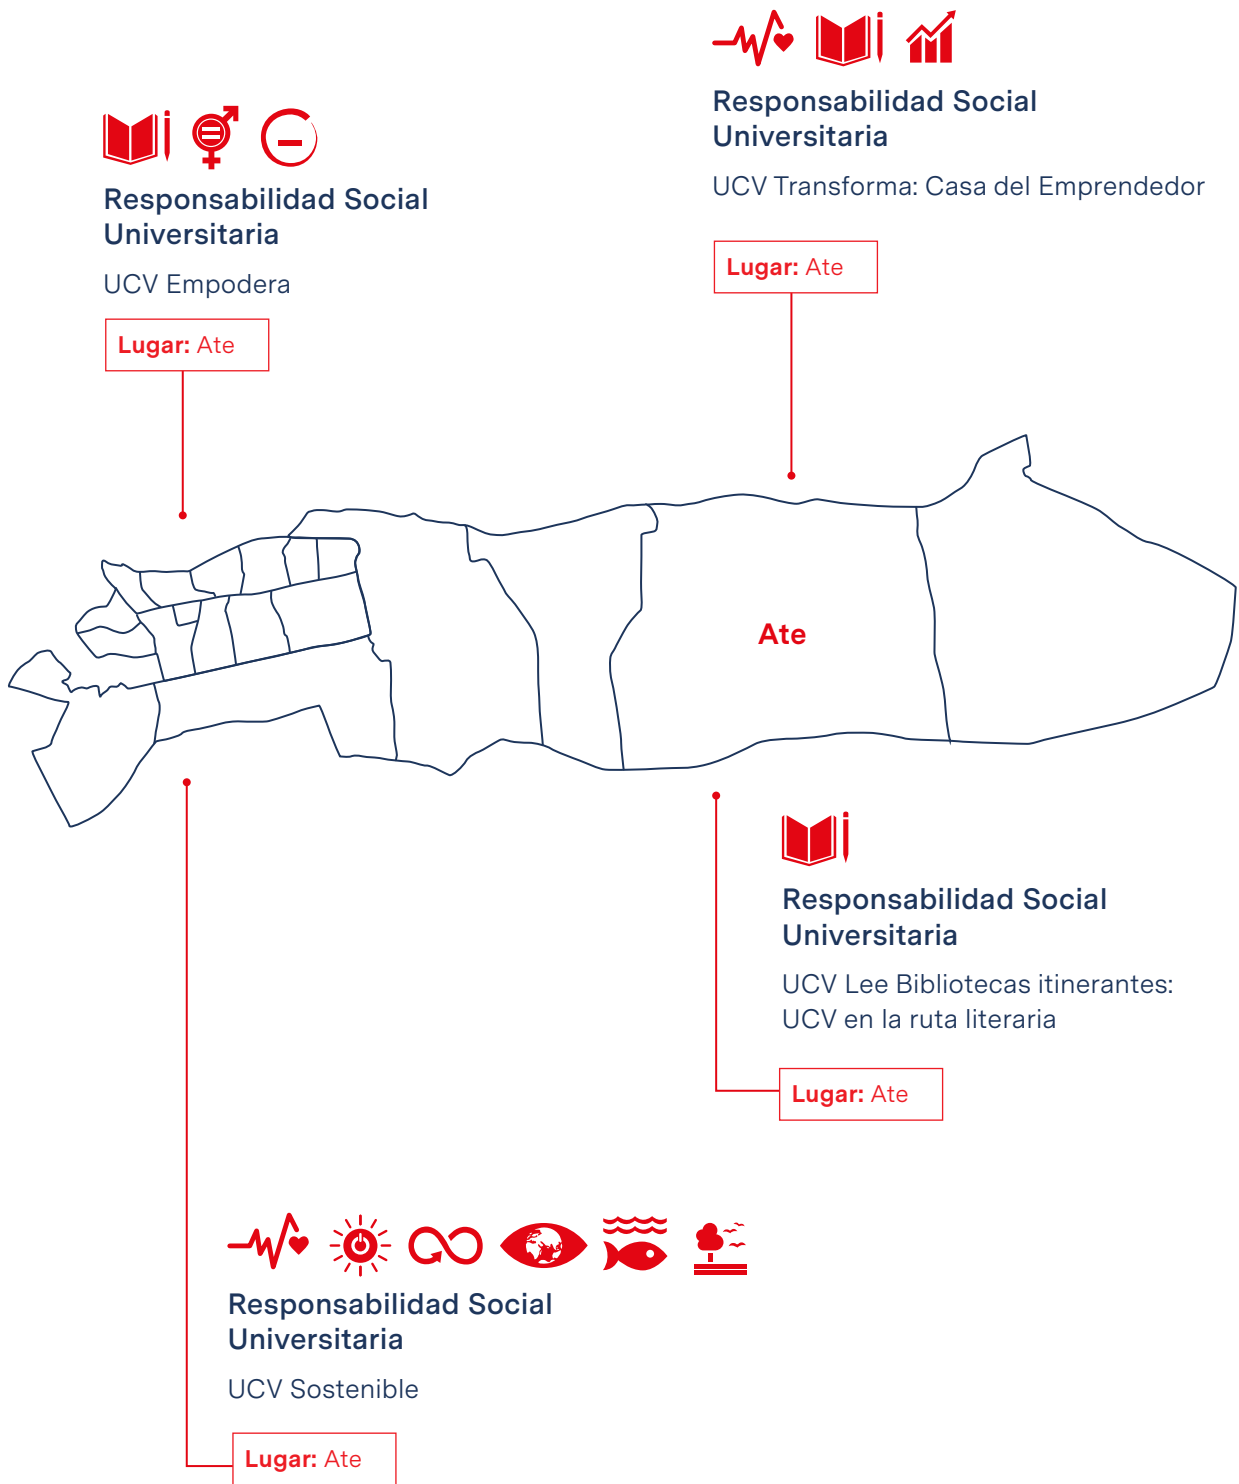 Responsabilidad Social
Universitaria
UCV Transforma: Casa del Emprendedor
Lugar: Ate
Responsabilidad Social
Universitaria
UCV Empodera
Lugar: Ate
Ate
Responsabilidad Social
Universitaria
UCV Lee Bibliotecas itinerantes:
UCV en la ruta literaria
Lugar: Ate
Responsabilidad Social
Universitaria
UCV Sostenible
Lugar: Ate